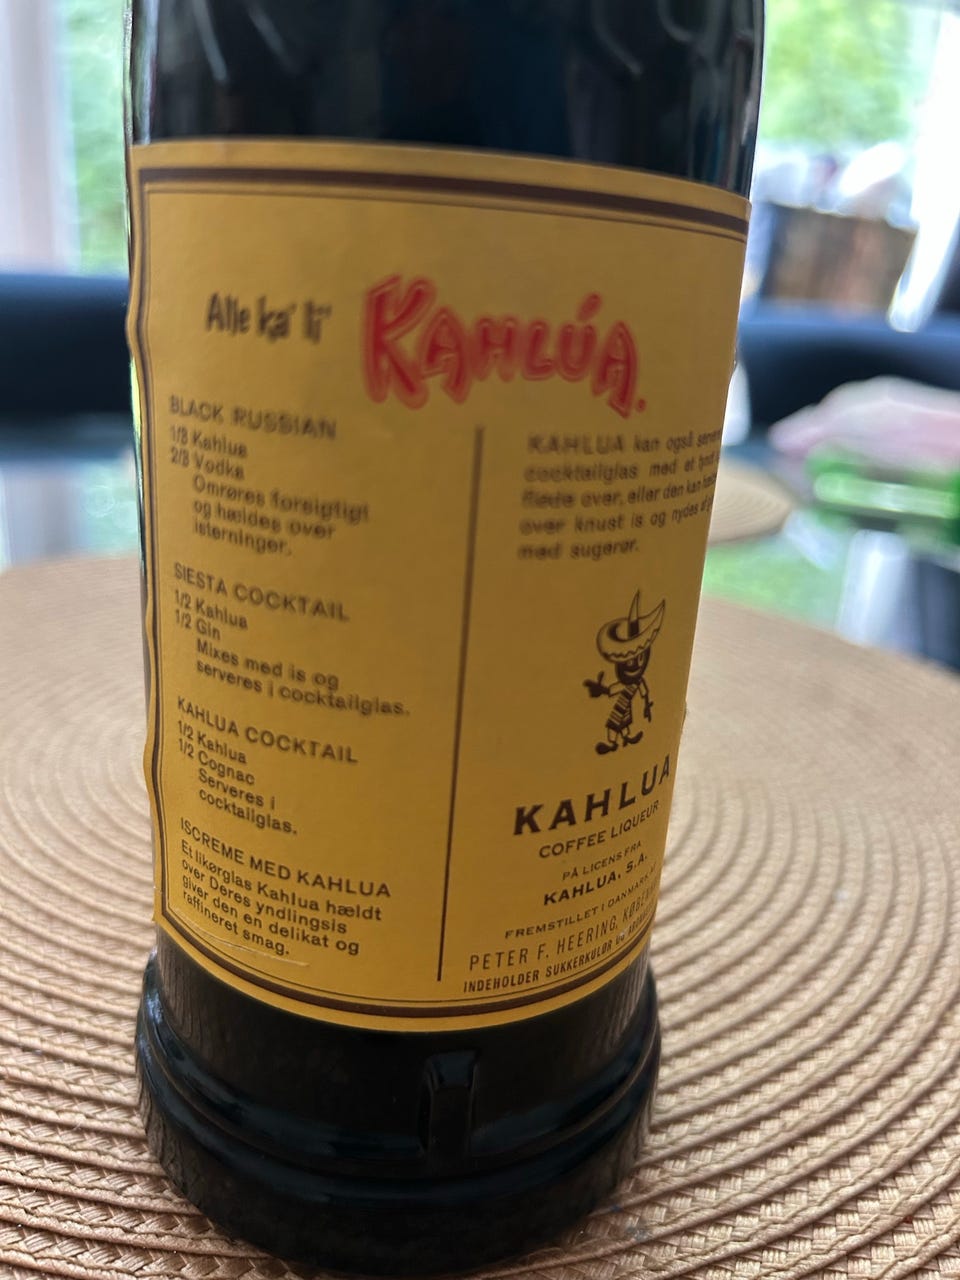 Alle ka' li' KAHLÚA.
BLACK RUSSIAN
1/3 Kahlua
2/3 Vodka
Omrøres forsigtigt
og hældes over
isterninger.
SIESTA COCKTAIL
1/2 Kahlua
1/2 Gin
Mixes med is og
serveres i cocktailglas.
KAHLUA COCKTAIL
1/2 Kahlua
1/2 Cognac
Serveres i
cocktailglas.
ISCREME MED KAHLUA
Et likørglas Kahlua hældt
over Deres yndlingsis
giver den en delikat og
raffineret smag.
KAHLUA kan også
cocktailglas med et tynd
fløde over, eller den kan
over knust is og nydes
med sugerør.
KAHLUA
COFFEE LIQUEUR
PÅ LICENS FRA
KAHLUA, S.A.
FREMSTILLET I DANMARK
PETER F. HEERING,
INDEHOLDER SUKKERKULØR OG